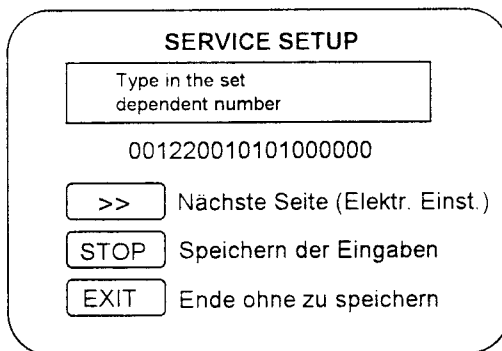 SERVICE SETUP
Type in the set
dependent number
001220010101000000
>> Nächste Seite (Elektr. Einst.)
STOP Speichern der Eingaben
EXIT Ende ohne zu speichern